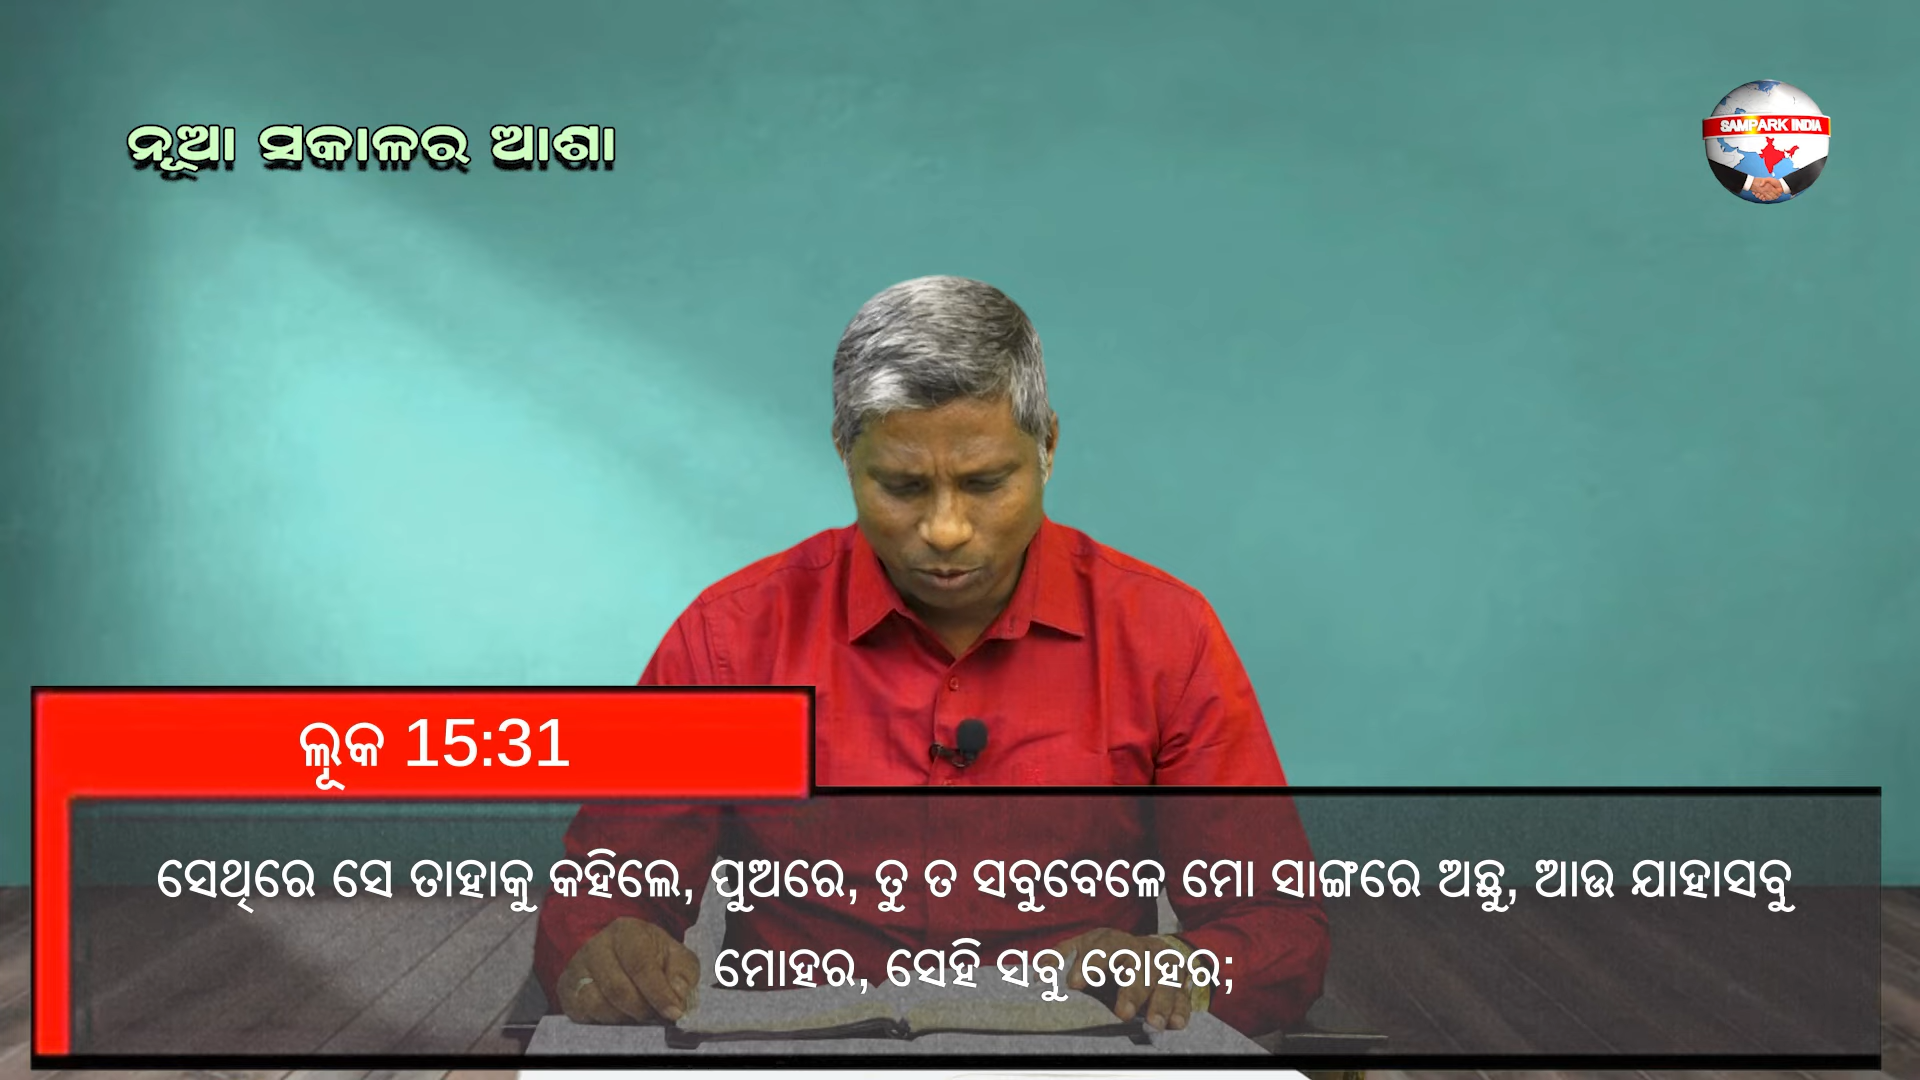 ନୂଆ ସକାଳର ଆଶା
SAMPARK INDIA
ଲୂକ 15:31
ସେଥିରେ ସେ ତାହାକୁ କହିଲେ, ପୁଅରେ, ତୁ ତ ସବୁବେଳେ ମୋ ସାଙ୍ଗରେ ଅଛୁ, ଆଉ ଯାହାସବୁ
ମୋହର, ସେହି ସବୁ ତୋହର;